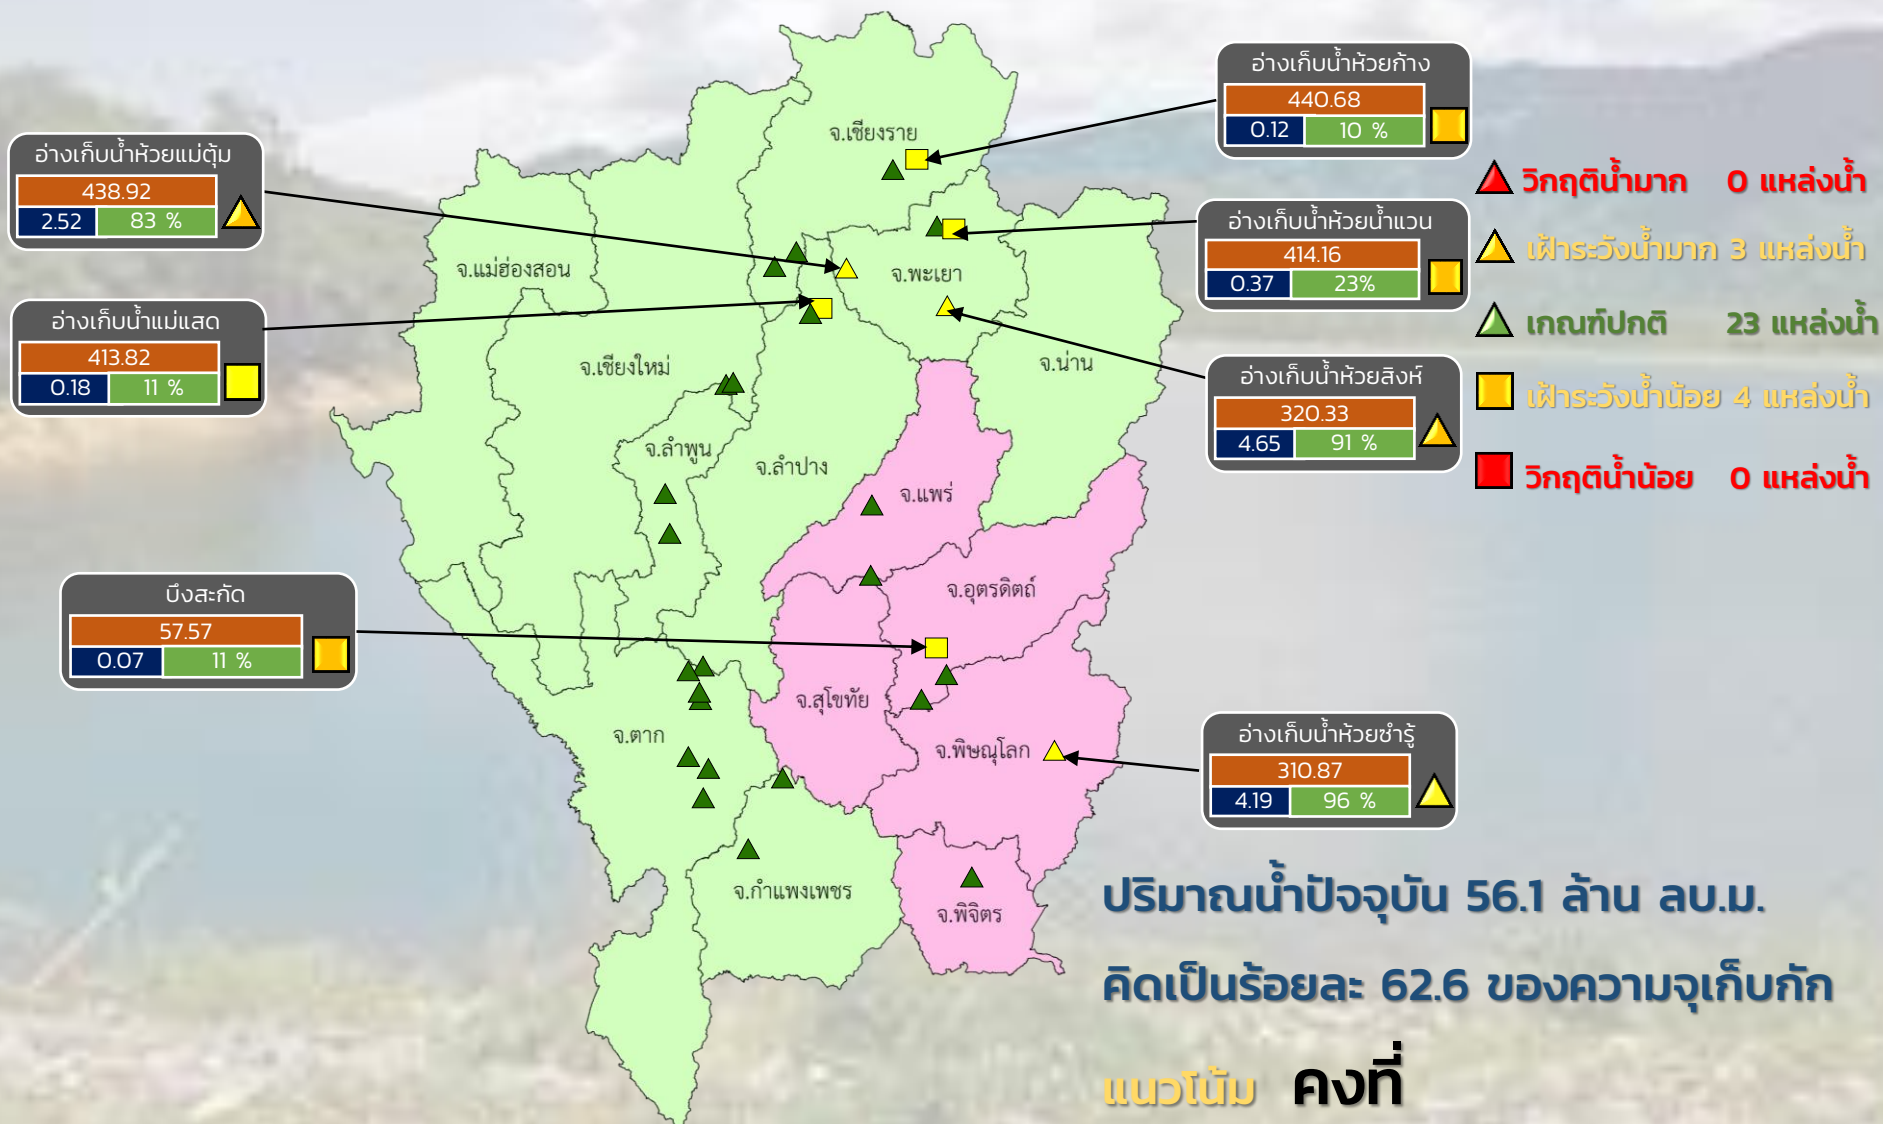 อ่างเก็บน้ำห้วยแม่ตุ้ม
438.92
2.52 83 %
อ่างเก็บน้ำแม่แสด
413.82
0.18 11 %
บึงสะกัด
57.57
0.07 11 %
จ.เชียงราย
จ.แม่ฮ่องสอน
จ.พะเยา
จ.เชียงใหม่
จ.น่าน
จ.ลำพูน
จ.ลำปาง
จ.แพร่
จ.อุตรดิตถ์
จ.สุโขทัย
จ.ตาก
จ.พิษณุโลก
จ.กำแพงเพชร
จ.พิจิตร
อ่างเก็บน้ำห้วยก้าง
440.68
0.12 10 %
อ่างเก็บน้ำห้วยน้ำแวน
414.16
0.37 23%
อ่างเก็บน้ำห้วยสิงห์
320.33
4.65 91 %
อ่างเก็บน้ำห้วยซำรู้
310.87
4.19 96 %
วิกฤติน้ำมาก 0 แหล่งน้ำ
เฝ้าระวังน้ำมาก 3 แหล่งน้ำ
เกณฑ์ปกติ 23 แหล่งน้ำ
เฝ้าระวังน้ำน้อย 4 แหล่งน้ำ
วิกฤติน้ำน้อย 0 แหล่งน้ำ
ปริมาณน้ำปัจจุบัน 56.1 ล้าน ลบ.ม.
คิดเป็นร้อยละ 62.6 ของความจุเก็บกัก
แนวโน้ม คงที่